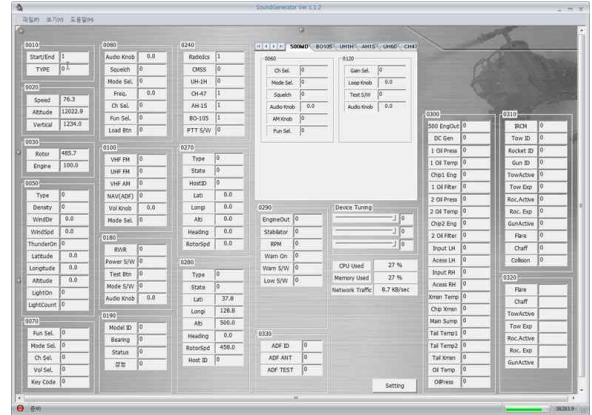 SoundGenerator Ver 1.1.2
파일(F) 보기(V) 도움말(H)
0010
Start/End 1
TYPE 0
0020
Speed 76.3
Altitude 12022.9
Vertical 1234.0
0030
Rotor 485.7
Engine 100.0
0050
Type 0
Density 0
WindDir 0.0
WindSpd 0.0
ThunderOn 0
Latitude 0.0
Longitude 0.0
Altitude 0.0
LightOn 0
LightCount 0
0070
Fun Sel. 0
Mode Sel. 0
Ch Sel. 0
Vol Sel. 0
Key Code 0
0080
Audio Knob 0.0
Squelch 0
Mode Sel. 0
Freq. 0.0
Ch Sel. 0
Fun Sel. 0
Load Btn 0
0100
VHF FM 0
UHF FM 0
VHF AM 0
NAV(ADF) 0
Vol Knob 0.0
Mode Sel. 0
0180
RWR 0
Power S/W 0
Test Btn 0
Mode S/W 0
Audio Knob 0.0
0190
Model ID 0
Bearing 0
Status 0
결정 0
0240
Radedics 1
CMSS 0
UH-1H 0
CH-47 1
AH-1S 1
BO-105 1
PTT S/W 0
0270
Type 0
State 0
HostID 0
Lati 0.0
Longi 0.0
Alti 0.0
Heading 0.0
RotorSpd 0.0
0280
Type 0
State 0
Lati 37.8
Longi 128.8
Alti 500.0
Heading 0.0
RotorSpd 458.0
Host ID 0
500MD BO105 UH1H AH1S UH60 CH47
0060
Ch Sel. 0
Mode Sel. 0
Squelch 0
Audio Knob 0.0
AM Knob 0
Fun Sel. 0
0120
Gain Sel. 0
Loop Knob 0.0
Test S/W 0
Audio Knob 0.0
0290
EngineOut 0
Stabilator 0
RPM 0
Warn On 0
Warn S/W 0
Low S/W 0
Device Tuning
0
0
0
CPU Used 27 %
Memory Used 27 %
Network Traffic 8.7 KB/sec
0330
ADF ID 0
ADF ANT 0
ADF TEST 0
Setting
0300
500 EngOut 0
DC Gen 0
1 Oil Press 0
1 Oil Temp 0
Chip1 Eng 0
1 Oil Filter 0
2 Oil Press 0
2 Oil Temp 0
Chip2 Eng 0
2 Oil Filter 0
Input LH 0
Acess LH 0
Input RH 0
Acess RH 0
Xmsn Temp 0
Chip Xmsn 0
Main Sump 0
Tail Temp1 0
Tail Temp2 0
Tail Xmsn 0
Oil Temp 0
OilPress 0
0310
IRCM 0
Tow ID 0
Rocket ID 0
Gun ID 0
TowActive 0
Tow Exp 0
Roc.Active 0
Roc. Exp 0
GunActive 0
Flare 0
Chaff 0
Collision 0
0320
Flare
Chaff
TowActive
Tow Exp
Roc.Active
Roc. Exp
GunActive
준비